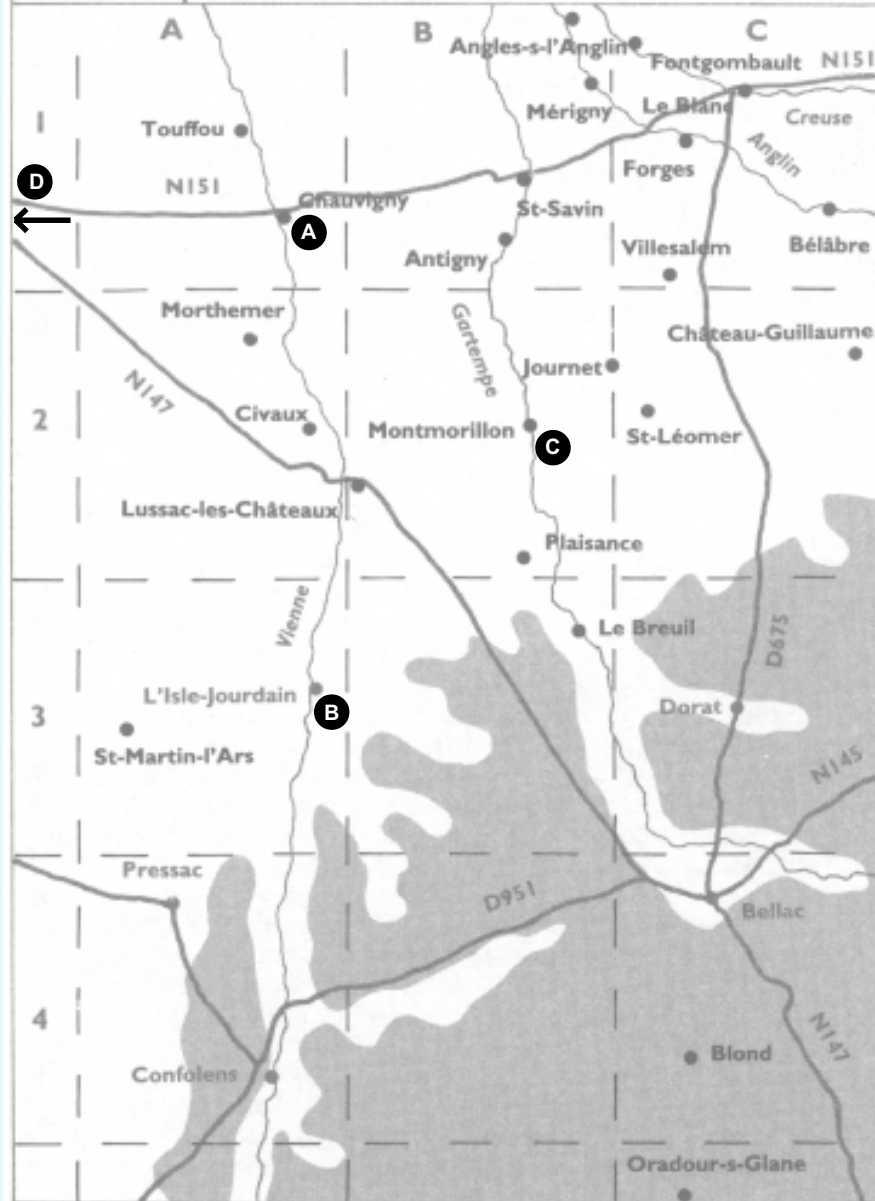 A
B
C
Angles-s-l'Anglin
Fontgombault
N151
1
Touffou
Mérigny
Le Blanc
Creuse
Anglin
Forges
D
N151
Chauvigny
A
St-Savin
Antigny
Villesalem
Bélâbre
Morthemer
Gartempe
Château-Guillaume
Journet
N147
2
Civaux
Montmorillon
C
St-Léomer
Lussac-les-Châteaux
Plaisance
Vienne
Le Breuil
D675
L'Isle-Jourdain
B
Dorat
3
St-Martin-l'Ars
N145
Pressac
D951
Bellac
4
Blond
N147
Confolens
Oradour-s-Glane